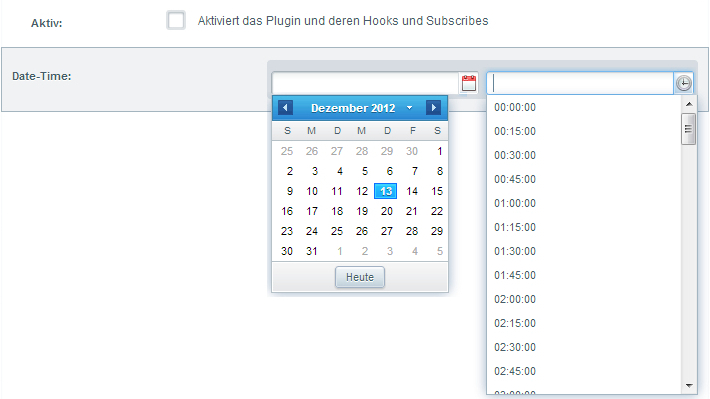 Aktiv: Aktiviert das Plugin und deren Hooks und Subscribes
Date-Time:
Dezember 2012
S M D M D F S
25 26 27 28 29 30 1
2 3 4 5 6 7 8
9 10 11 12 13 14 15
16 17 18 19 20 21 22
23 24 25 26 27 28 29
30 31 1 2 3 4 5
Heute
00:00:00
00:15:00
00:30:00
00:45:00
01:00:00
01:15:00
01:30:00
01:45:00
02:00:00
02:15:00
02:30:00
02:45:00